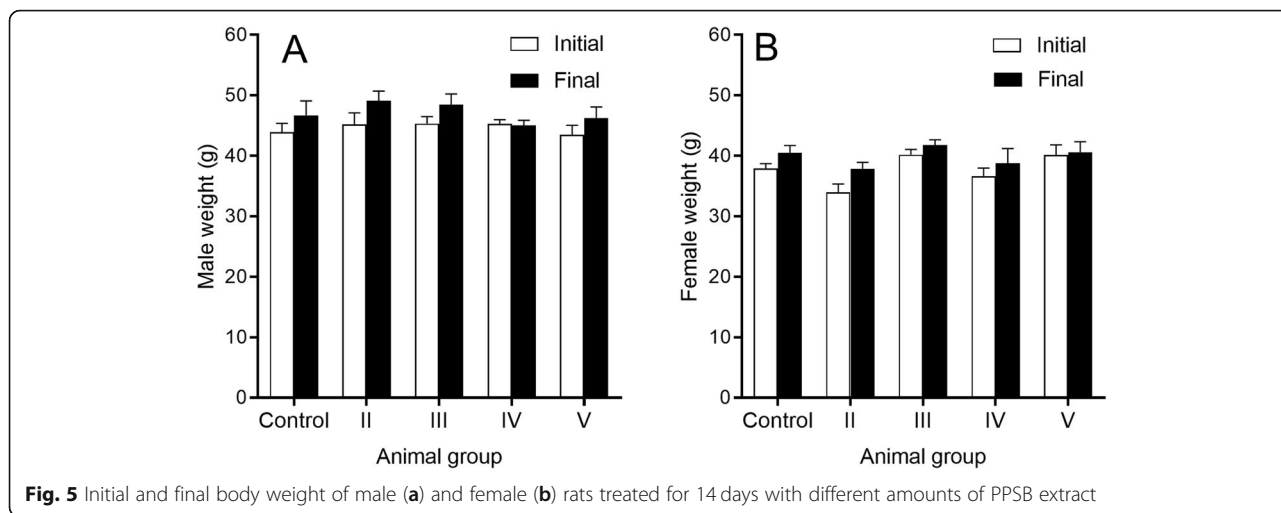 A
Initial
Final
Male weight (g)
60
50
40
30
20
10
0
Control II III IV V
Animal group
B
Initial
Final
Female weight (g)
60
50
40
30
20
10
0
Control II III IV V
Animal group
Fig. 5 Initial and final body weight of male (a) and female (b) rats treated for 14 days with different amounts of PPSB extract